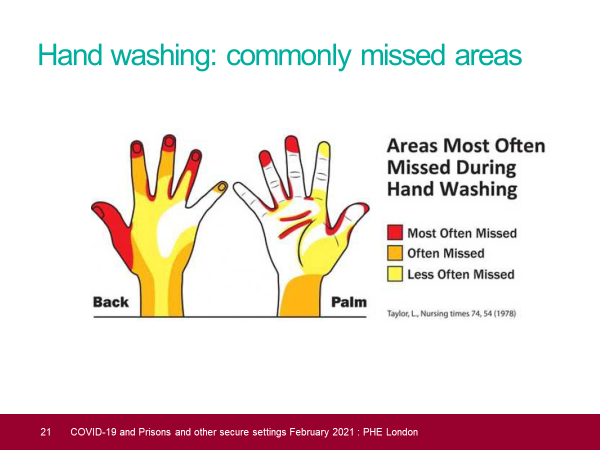 Hand washing: commonly missed areas
Areas Most Often
Missed During
Hand Washing
Most Often Missed
Often Missed
Less Often Missed
Back
Palm
Taylor, L., Nursing times 74, 54 (1978)
21 COVID-19 and Prisons and other secure settings February 2021 : PHE London